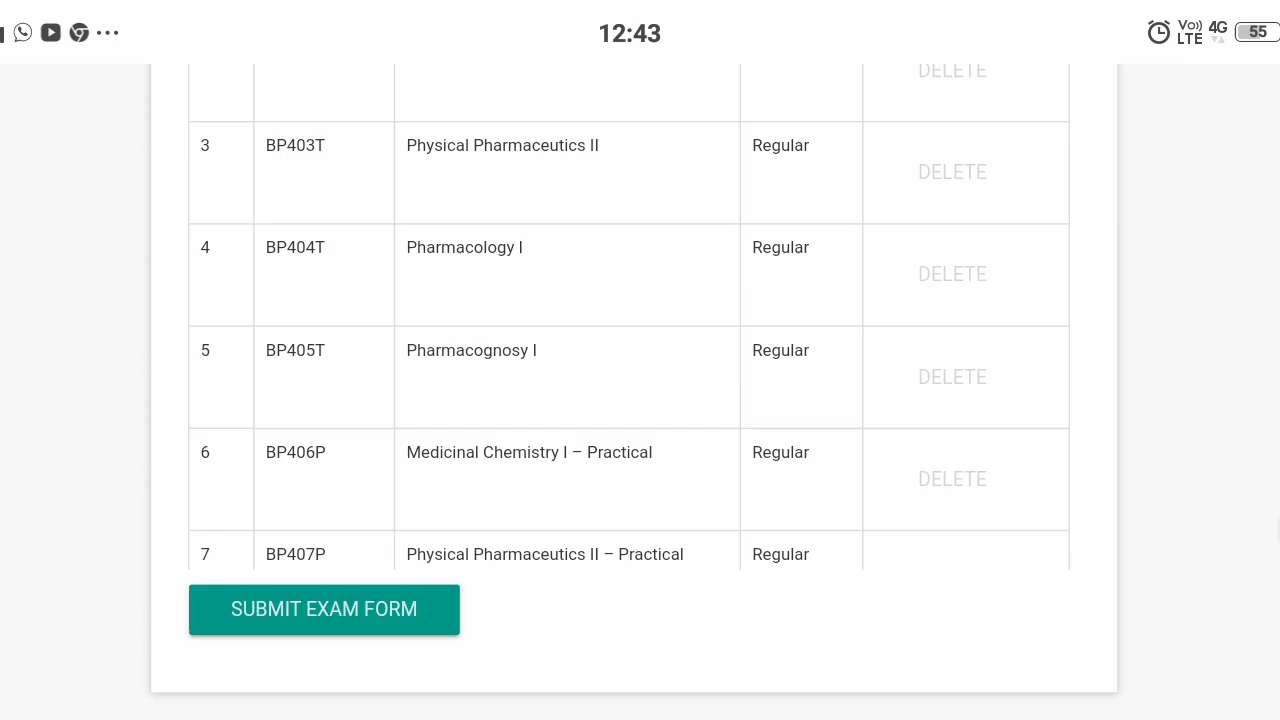 12:43
Vo))
LTE
4G
55
DELETE
3 BP403T Physical Pharmaceutics II Regular
DELETE
4 BP404T Pharmacology I Regular
DELETE
5 BP405T Pharmacognosy I Regular
DELETE
6 BP406P Medicinal Chemistry I – Practical Regular
DELETE
7 BP407P Physical Pharmaceutics II – Practical Regular
SUBMIT EXAM FORM